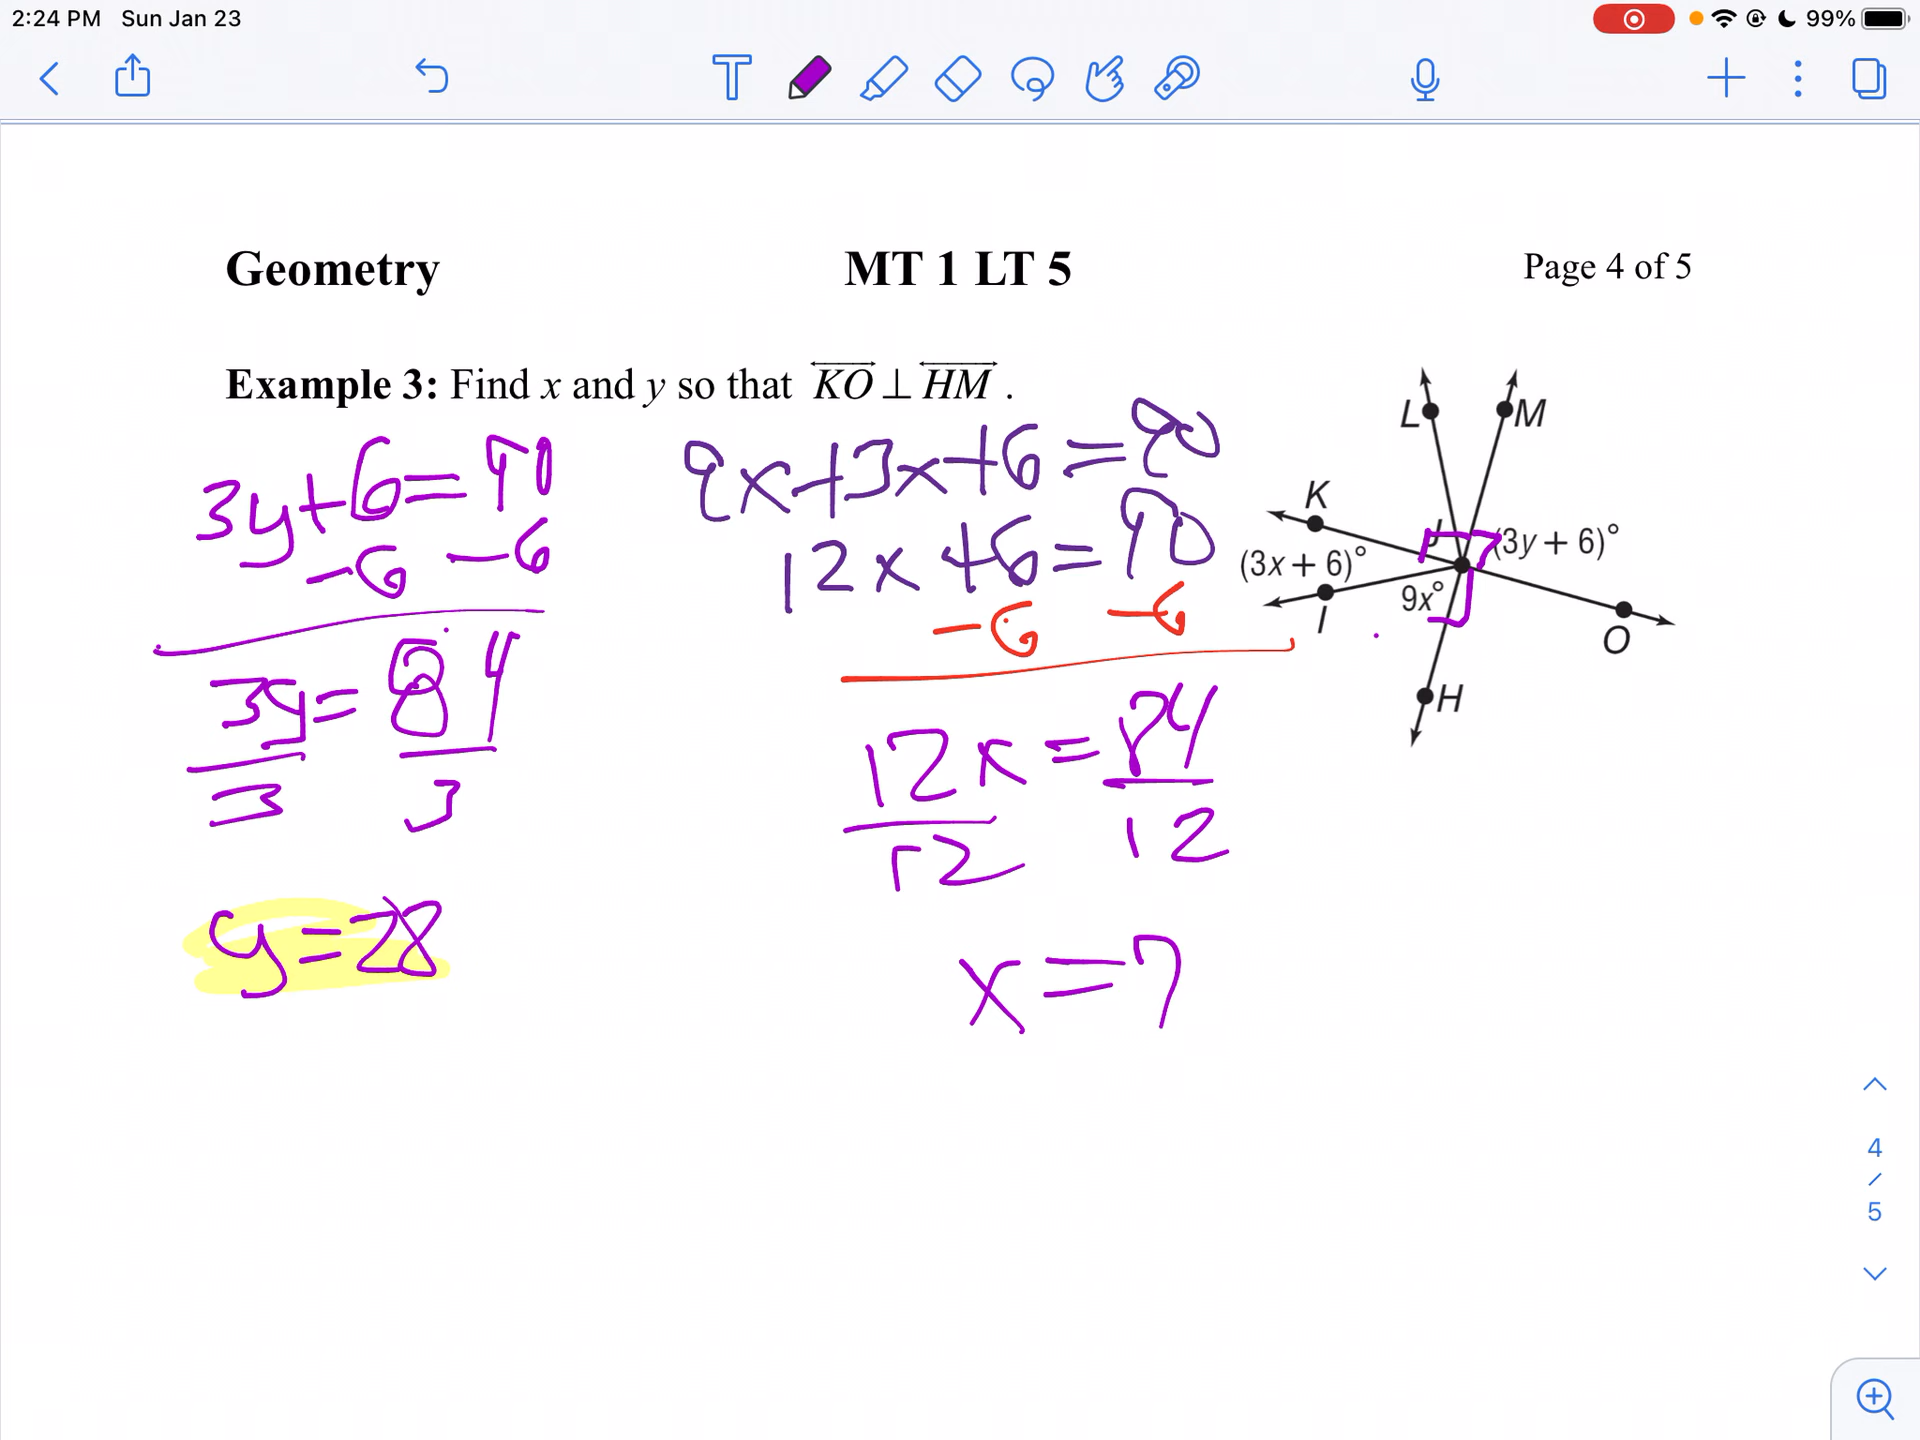 2:24 PM Sun Jan 23
99%
T
Geometry
MT 1 LT 5
Page 4 of 5
Example 3: Find x and y so that KO ⊥ HM .
3y+6=90
-6 -6
3y=84
3 3
y=28
9x+3x+6=90
12x+6=90
-6 -6
12x=84
12 12
x=7
L
M
K
J
(3y + 6)°
(3x + 6)°
9x°
I
O
H
4
/
5